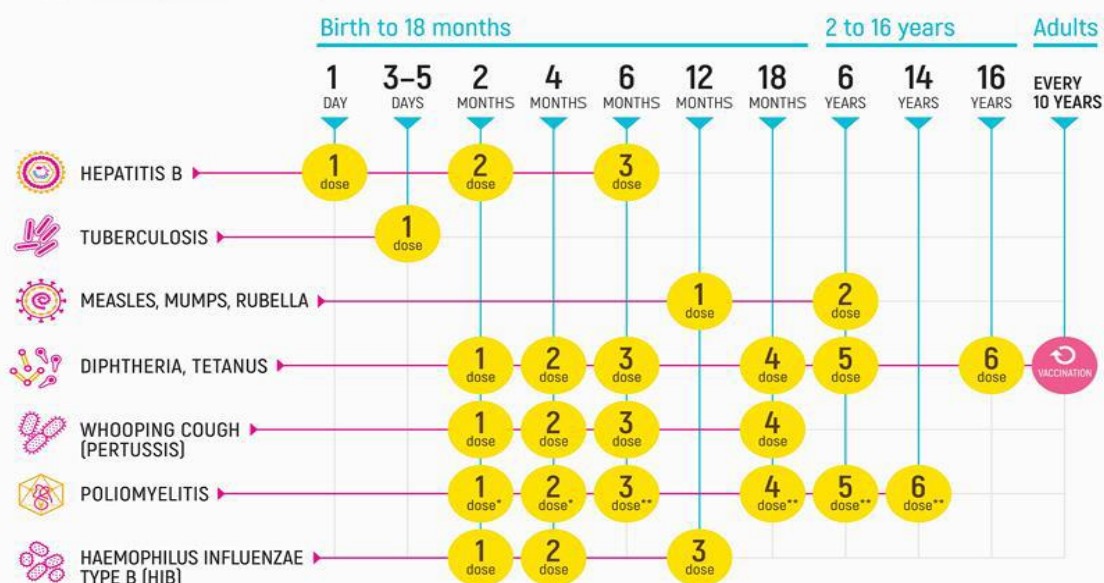 Birth to 18 months 2 to 16 years Adults
1 3–5 2 4 6 12 18 6 14 16 EVERY
DAY DAYS MONTHS MONTHS MONTHS MONTHS MONTHS YEARS YEARS YEARS 10 YEARS
HEPATITIS B 1 dose 2 dose 3 dose
TUBERCULOSIS 1 dose
MEASLES, MUMPS, RUBELLA 1 dose 2 dose
DIPHTHERIA, TETANUS 1 dose 2 dose 3 dose 4 dose 5 dose 6 dose VACCINATION
WHOOPING COUGH 1 dose 2 dose 3 dose 4 dose
(PERTUSSIS)
POLIOMYELITIS 1 dose* 2 dose* 3 dose** 4 dose** 5 dose** 6 dose**
HAEMOPHILUS INFLUENZAE 1 dose 2 dose 3 dose
TYPE B (HIB)